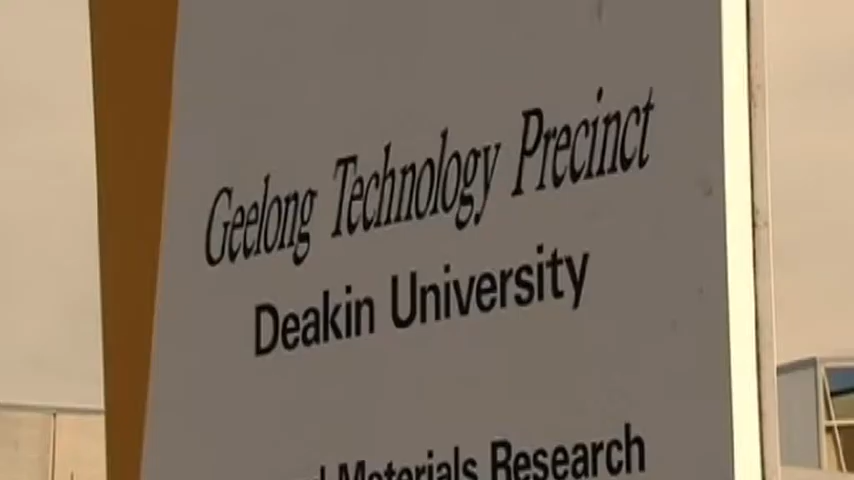 Geelong Technology Precinct
Deakin University
Materials Research